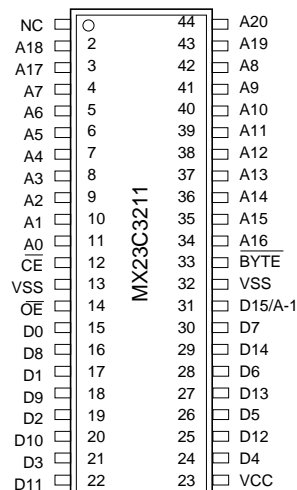 NC 44 A20
A18 2 43 A19
A17 3 42 A8
A7 4 41 A9
A6 5 40 A10
A5 6 39 A11
A4 7 38 A12
A3 8 37 A13
A2 9 36 A14
A1 10 35 A15
A0 11 34 A16
CE 12 33 BYTE
VSS 13 32 VSS
OE 14 31 D15/A-1
D0 15 30 D7
D8 16 29 D14
D1 17 28 D6
D9 18 27 D13
D2 19 26 D5
D10 20 25 D12
D3 21 24 D4
D11 22 23 VCC
MX23C3211